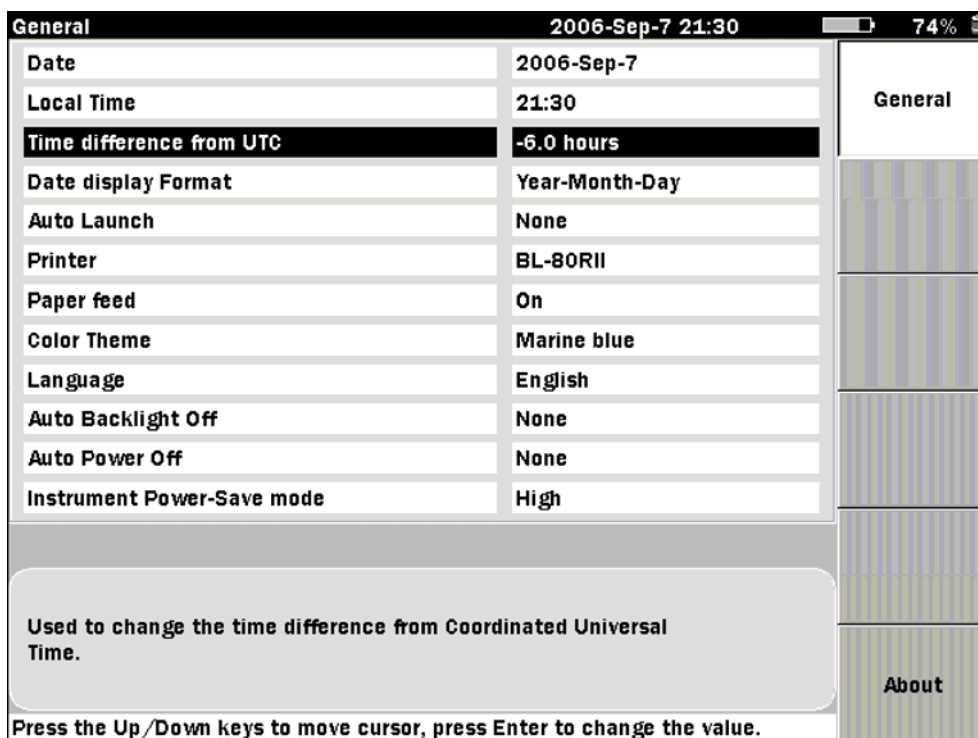 General 2006-Sep-7 21:30 74%
Date 2006-Sep-7
Local Time 21:30
Time difference from UTC -6.0 hours
Date display Format Year-Month-Day
Auto Launch None
Printer BL-80RII
Paper feed On
Color Theme Marine blue
Language English
Auto Backlight Off None
Auto Power Off None
Instrument Power-Save mode High
General
Used to change the time difference from Coordinated Universal
Time.
About
Press the Up/Down keys to move cursor, press Enter to change the value.